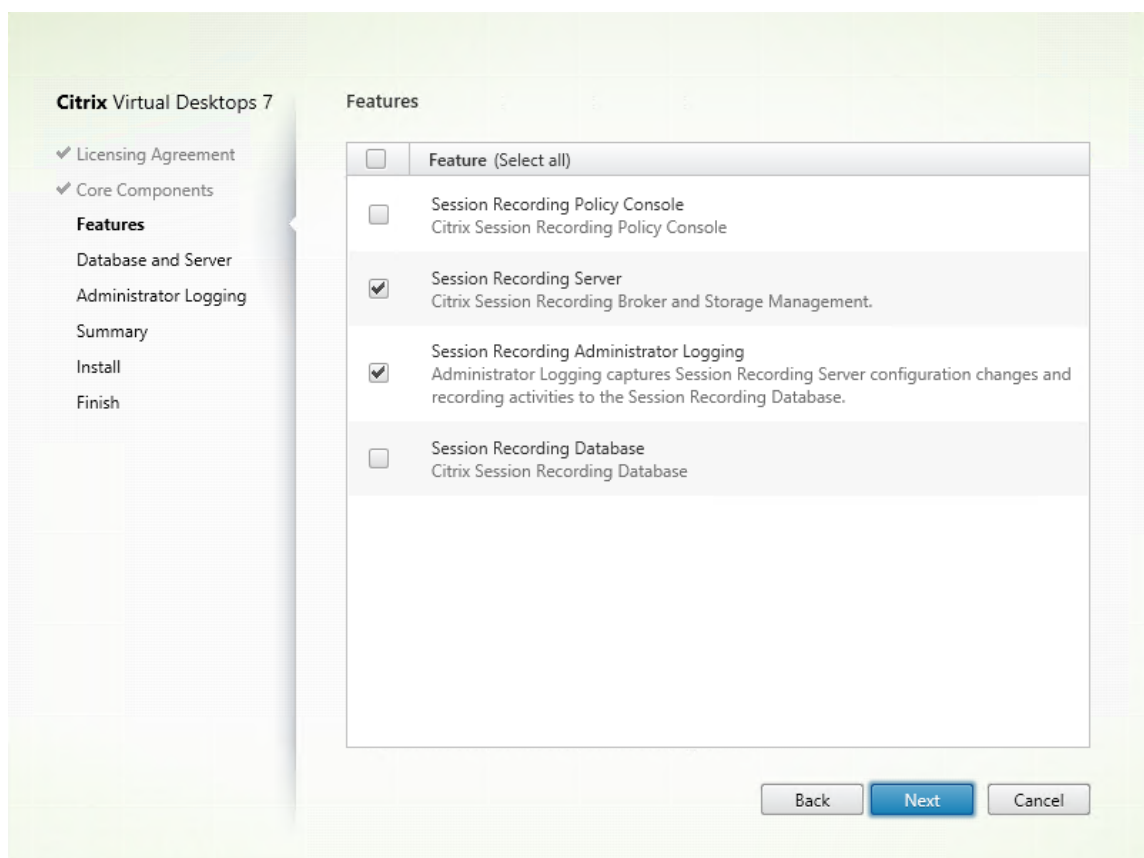 Citrix Virtual Desktops 7
Licensing Agreement
Core Components
Features
Database and Server
Administrator Logging
Summary
Install
Finish
Features
Feature (Select all)
Session Recording Policy Console
Citrix Session Recording Policy Console
Session Recording Server
Citrix Session Recording Broker and Storage Management.
Session Recording Administrator Logging
Administrator Logging captures Session Recording Server configuration changes and
recording activities to the Session Recording Database.
Session Recording Database
Citrix Session Recording Database
Back
Next
Cancel